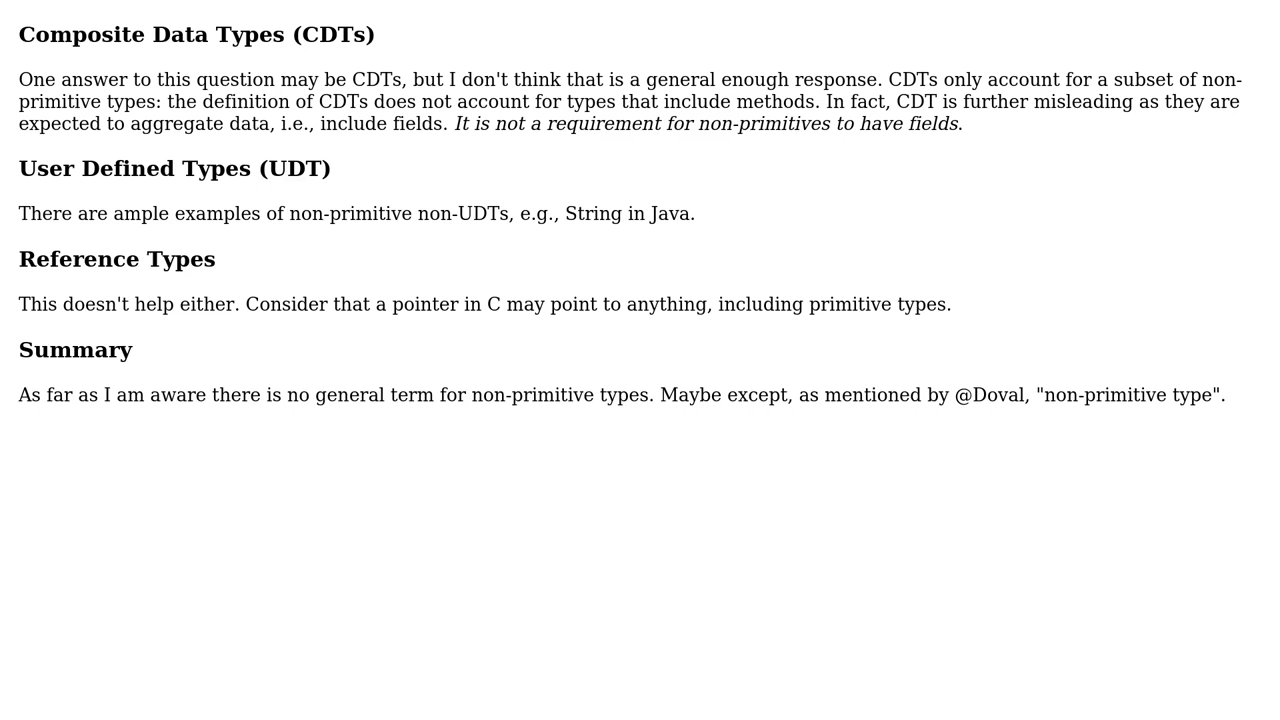 Composite Data Types (CDTs)
One answer to this question may be CDTs, but I don't think that is a general enough response. CDTs only account for a subset of non-
primitive types: the definition of CDTs does not account for types that include methods. In fact, CDT is further misleading as they are
expected to aggregate data, i.e., include fields. It is not a requirement for non-primitives to have fields.
User Defined Types (UDT)
There are ample examples of non-primitive non-UDTs, e.g., String in Java.
Reference Types
This doesn't help either. Consider that a pointer in C may point to anything, including primitive types.
Summary
As far as I am aware there is no general term for non-primitive types. Maybe except, as mentioned by @Doval, "non-primitive type".